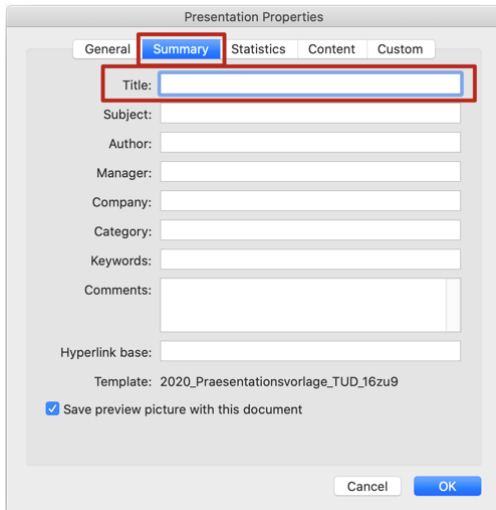 Presentation Properties
General Summary Statistics Content Custom
Title:
Subject:
Author:
Manager:
Company:
Category:
Keywords:
Comments:
Hyperlink base:
Template: 2020_Praesentationsvorlage_TUD_16zu9
Save preview picture with this document
Cancel OK